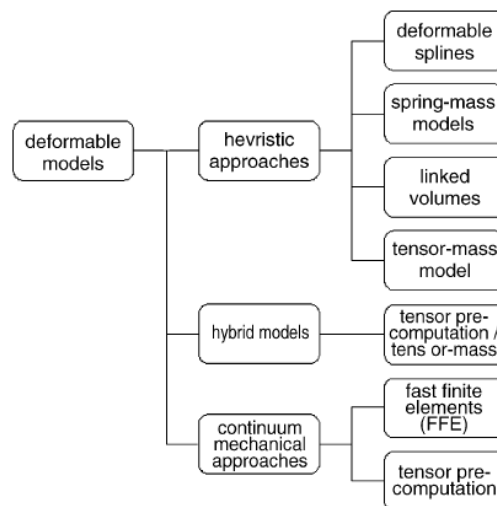 deformable
models
hevristic
approaches
deformable
splines
spring-mass
models
linked
volumes
tensor-mass
model
hybrid models
tensor pre-
computation /
tens or-mass
continuum
mechanical
approaches
fast finite
elements
(FFE)
tensor pre-
computation